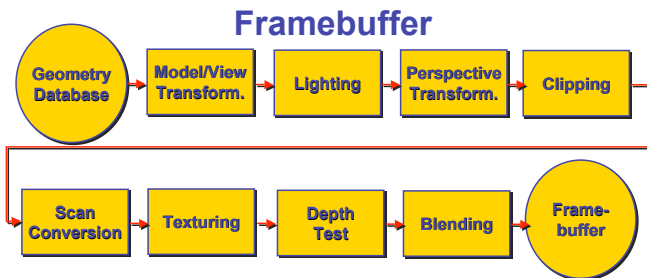 Framebuffer
Geometry
Database
Model/View
Transform.
Lighting
Perspective
Transform.
Clipping
Scan
Conversion
Texturing
Depth
Test
Blending
Frame-
buffer